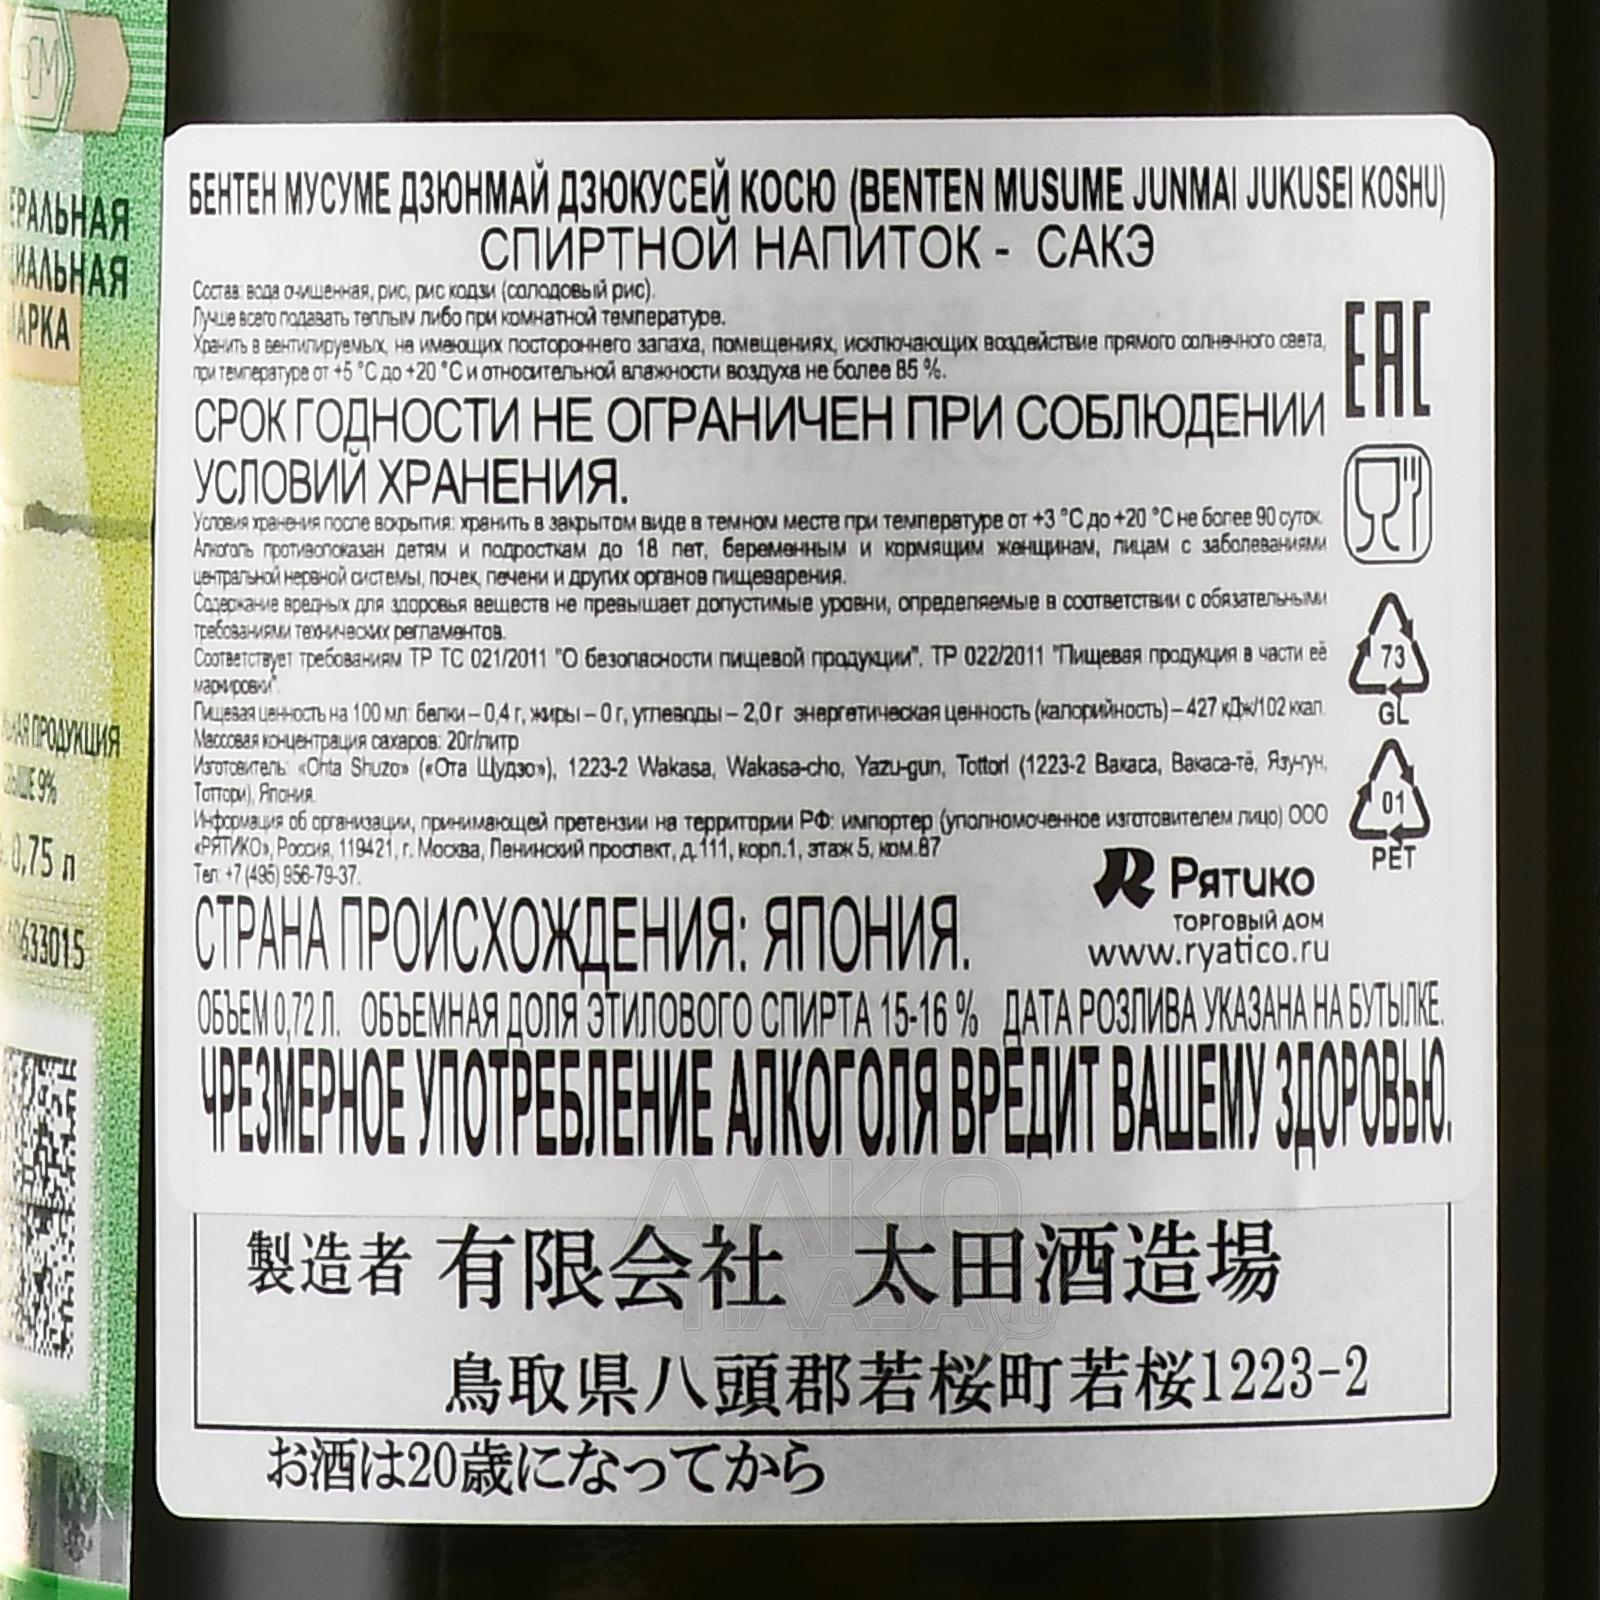 ЕРАЛЬНАЯ
ИАЛЬНАЯ
АРКА
ПРОДУКЦИЯ
9%
0,75 л
633015
БЕНТЕН МУСУМЕ ДЗЮНМАЙ ДЗЮКУСЕЙ КОСЮ (BENTEN MUSUME JUNMAI JUKUSEI KOSHU)
СПИРТНОЙ НАПИТОК - САКЭ
Состав: вода очищенная, рис, рис кодзи (солодовый рис).
Лучше всего подавать теплым либо при комнатной температуре.
Хранить в вентилируемых, не имеющих постороннего запаха, помещениях, исключающих воздействие прямого солнечного света,
при температуре от +5 °С до +20 °С и относительной влажности воздуха не более 85 %.
СРОК ГОДНОСТИ НЕ ОГРАНИЧЕН ПРИ СОБЛЮДЕНИИ
УСЛОВИЙ ХРАНЕНИЯ.
Условия хранения после вскрытия: хранить в закрытом виде в темном месте при температуре от +3 °С до +20 °С не более 90 суток.
Алкоголь противопоказан детям и подросткам до 18 лет, беременным и кормящим женщинам, лицам с заболеваниями
центральной нервной системы, почек, печени и других органов пищеварения.
Содержание вредных для здоровья веществ не превышает допустимые уровни, определяемые в соответствии с обязательными
требованиями технических регламентов.
Соответствует требованиям ТР ТС 021/2011 "О безопасности пищевой продукции", ТР 022/2011 "Пищевая продукция в части её
маркировки".
Пищевая ценность на 100 мл: белки – 0,4 г, жиры – 0 г, углеводы – 2,0 г энергетическая ценность (калорийность) – 427 кДж/102 ккал.
Массовая концентрация сахаров: 20г/литр
Изготовитель: «Ohta Shuzo» («Ота Щудзо»), 1223-2 Wakasa, Wakasa-cho, Yazu-gun, Tottori (1223-2 Вакаса, Вакаса-тё, Язу-гун,
Тоттори), Япония.
Информация об организации, принимающей претензии на территории РФ: импортер (уполномоченное изготовителем лицо) ООО
«РЯТИКО», Россия, 119421, г. Москва, Ленинский проспект, д.111, корп.1, этаж 5, ком.87
Тел: +7 (495) 956-79-37.
СТРАНА ПРОИСХОЖДЕНИЯ: ЯПОНИЯ.
ОБЪЕМ 0,72 Л. ОБЪЕМНАЯ ДОЛЯ ЭТИЛОВОГО СПИРТА 15-16 % ДАТА РОЗЛИВА УКАЗАНА НА БУТЫЛКЕ.
ЧРЕЗМЕРНОЕ УПОТРЕБЛЕНИЕ АЛКОГОЛЯ ВРЕДИТ ВАШЕМУ ЗДОРОВЬЮ.
EAC
73
GL
01
PET
Рятико
ТОРГОВЫЙ ДОМ
www.ryatico.ru
製造者 有限会社 太田酒造場
鳥取県八頭郡若桜町若桜1223-2
お酒は20歳になってから